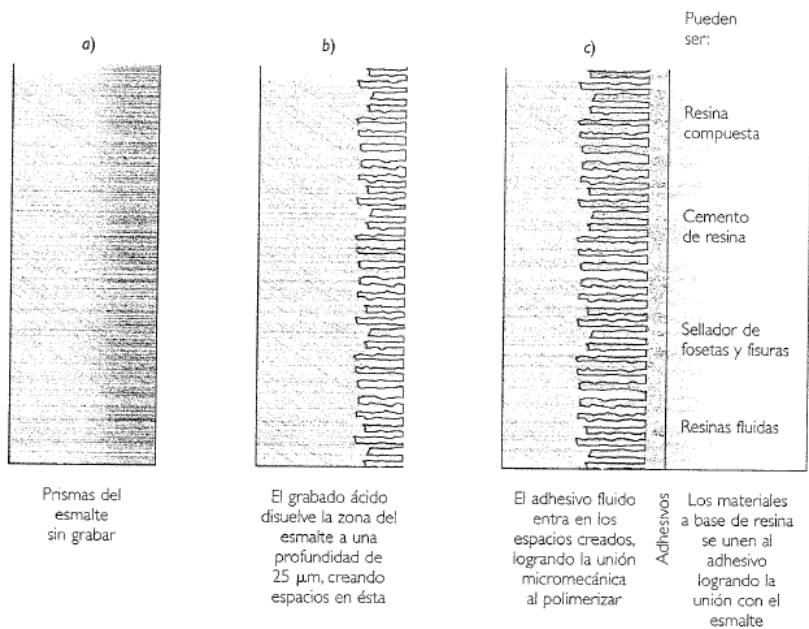 a)
Prismas del
esmalte
sin grabar
b)
El grabado ácido
disuelve la zona del
esmalte a una
profundidad de
25 μm, creando
espacios en ésta
c)
El adhesivo fluido
entra en los
espacios creados,
logrando la unión
micromecánica
al polimerizar
Adhesivos
Pueden
ser:
Resina
compuesta
Cemento
de resina
Sellador de
fosetas y fisuras
Resinas fluidas
Los materiales
a base de resina
se unen al
adhesivo
logrando la
unión con el
esmalte